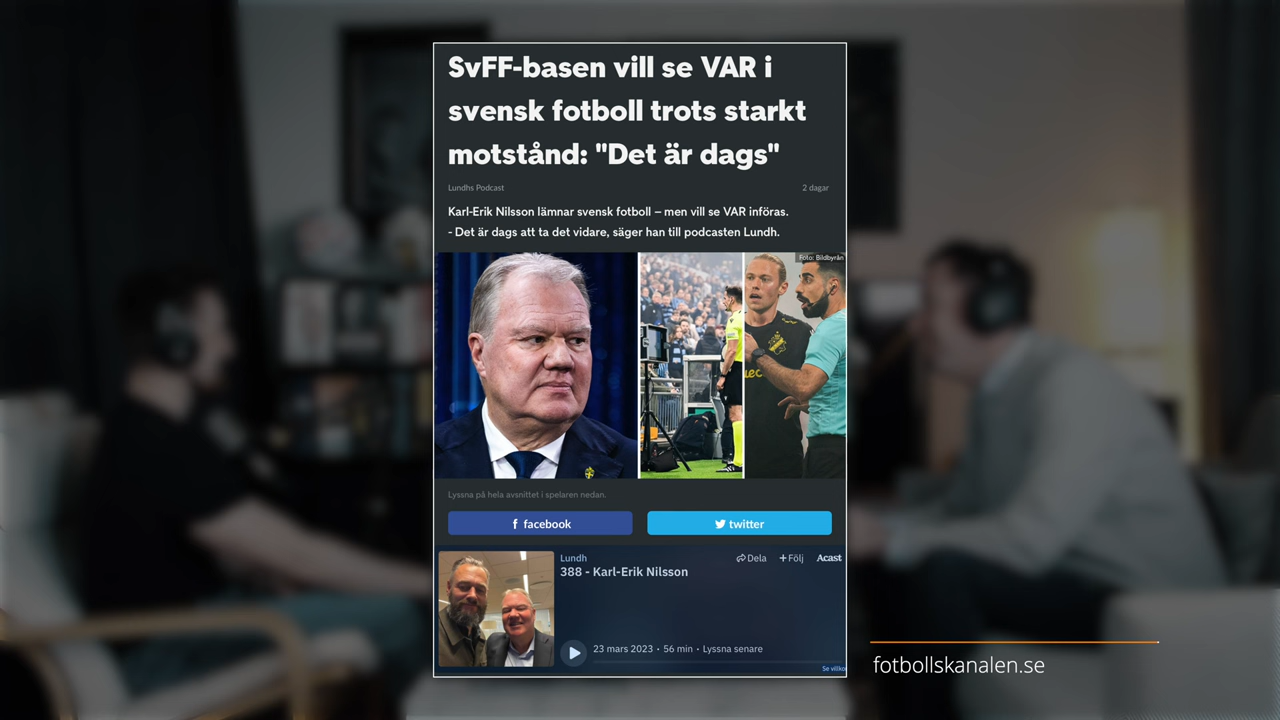 SvFF-basen vill se VAR i
svensk fotboll trots starkt
motstånd: "Det är dags"
Lundhs Podcast
2 dagar
Karl-Erik Nilsson lämnar svensk fotboll – men vill se VAR införas.
- Det är dags att ta det vidare, säger han till podcasten Lundh.
Foto: Bildbyrån
Lyssna på hela avsnittet i spelaren nedan.
facebook
twitter
Lundh
Dela
Följ
Acast
388 - Karl-Erik Nilsson
23 mars 2023 • 56 min • Lyssna senare
Se villko
fotbollskanalen.se